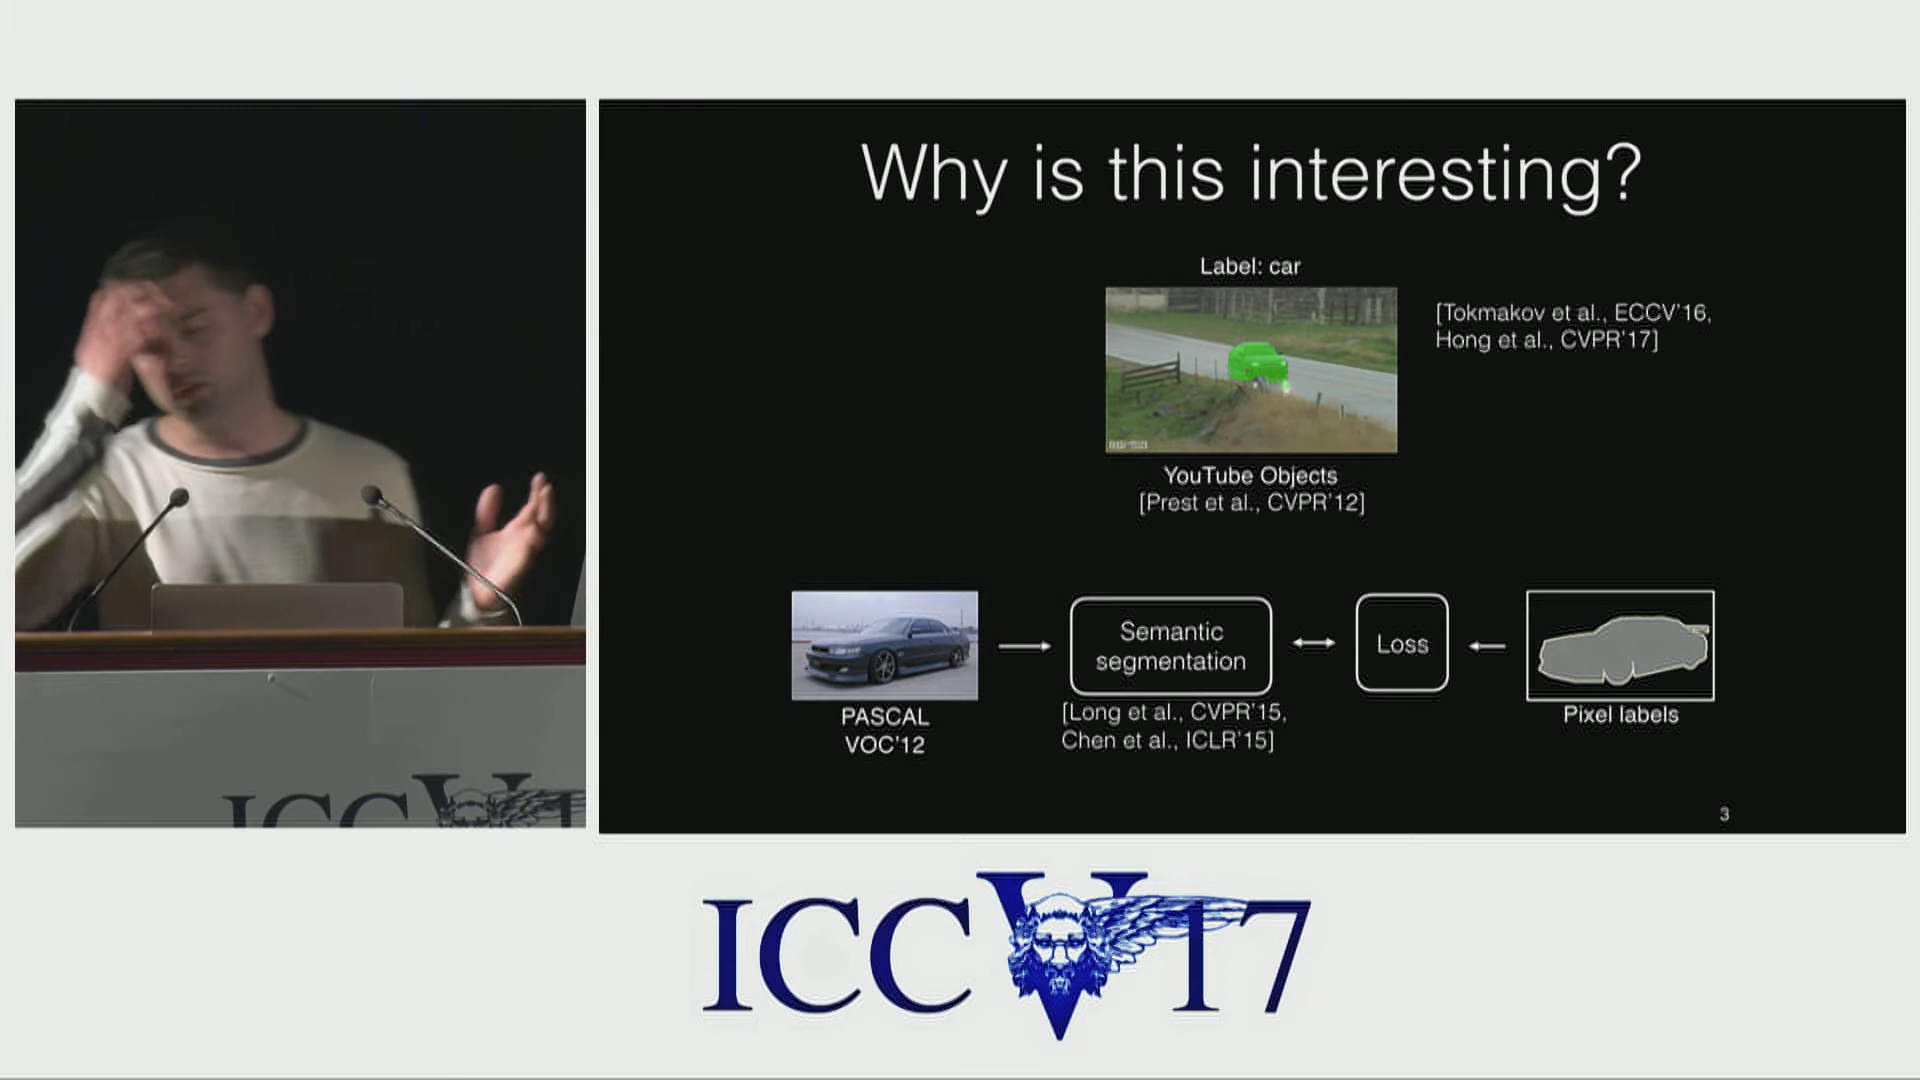 Why is this interesting?
Label: car
[Tokmakov et al., ECCV'16,
Hong et al., CVPR'17]
YouTube Objects
[Prest et al., CVPR'12]
Semantic
segmentation
Loss
PASCAL
VOC'12
[Long et al., CVPR'15,
Chen et al., ICLR'15]
Pixel labels
3
ICCV
ICCV17